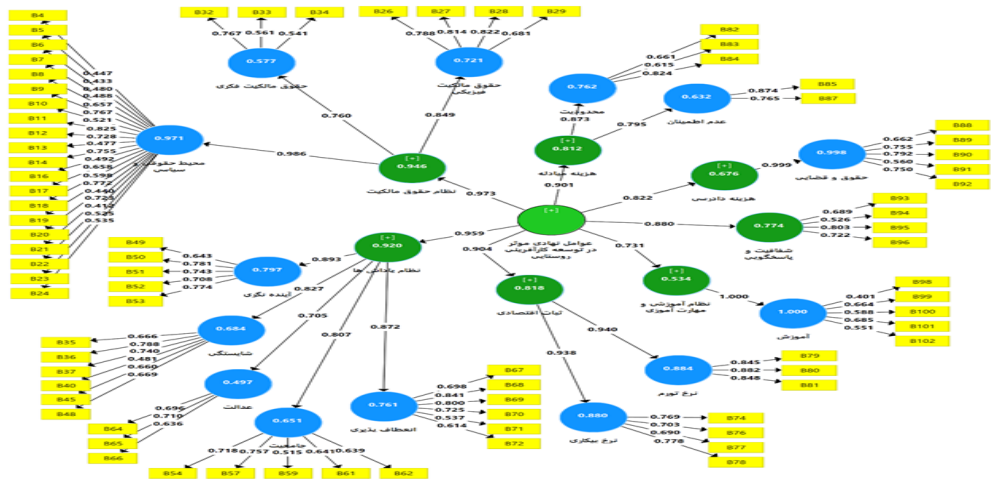 B32
B33
B34
0.767
0.561
0.541
0.577
حقوق مالکیت فکری
B26
B27
B28
B29
0.788
0.814
0.822
0.681
0.721
حقوق مالکیت
فیزیکی
B82
B83
B84
0.661
0.615
0.824
0.762
محدودیت
B85
B87
0.874
0.765
0.632
عدم اطمینان
B4
B5
B6
B7
B8
B9
B10
B11
B12
B13
B14
B16
B17
B18
B19
B20
B21
B22
B23
B24
0.447
0.433
0.480
0.488
0.657
0.767
0.521
0.825
0.728
0.477
0.755
0.492
0.658
0.598
0.772
0.440
0.412
0.525
0.535
0.971
محیط حقوقی و
سیاسی
0.986
0.760
0.849
[+]
0.946
نظام حقوق مالکیت
0.973
0.873
0.795
[+]
0.812
هزینه مبادله
0.901
B88
B89
B90
B91
B92
0.662
0.755
0.792
0.560
0.750
0.998
حقوق و قضایی
0.999
[+]
0.676
هزینه دادرسی
0.822
[+]
عوامل نهادی موثر
در توسعه کارآفرینی
روستایی
0.880
[+]
0.774
شفافیت و
پاسخگویی
B93
B94
B95
B96
0.689
0.526
0.803
0.722
0.731
[+]
0.534
نظام آموزش و
مهارت آموزی
1.000
1.000
آموزش
B98
B99
B100
B101
B102
0.401
0.664
0.588
0.685
0.551
0.904
[+]
0.818
ثبات اقتصادی
0.940
0.938
0.884
نرخ تورم
B79
B80
B81
0.845
0.882
0.848
0.880
نرخ بیکاری
B74
B76
B77
B78
0.769
0.703
0.690
0.778
0.959
[+]
0.920
نظام پاداش ها
0.893
0.827
0.705
0.807
0.872
0.797
آینده نگری
B49
B50
B51
B52
B53
0.643
0.781
0.743
0.708
0.774
0.684
شایستگی
B35
B36
B37
B40
B45
B48
0.666
0.788
0.740
0.481
0.660
0.669
0.497
عدالت
B64
B65
B66
0.696
0.710
0.636
0.651
جامعیت
B54
B57
B59
B61
B62
0.718
0.757
0.515
0.641
0.639
0.761
انعطاف پذیری
B67
B68
B69
B70
B71
B72
0.698
0.841
0.800
0.725
0.537
0.614